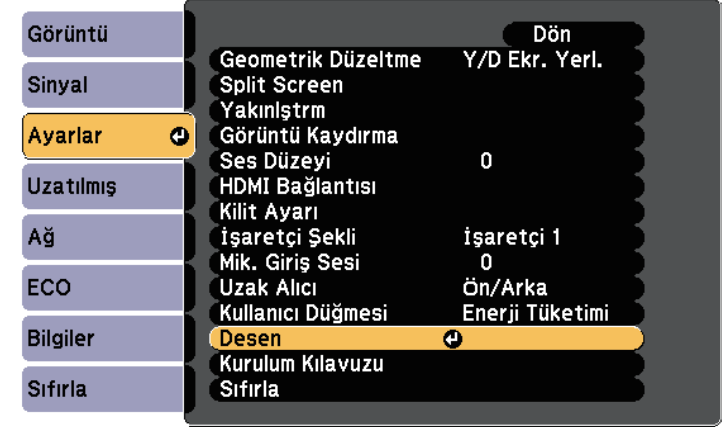 Görüntü
Sinyal
Ayarlar
Uzatılmış
Ağ
ECO
Bilgiler
Sıfırla
Dön
Geometrik Düzeltme Y/D Ekr. Yerl.
Split Screen
Yakınlştrm
Görüntü Kaydırma
Ses Düzeyi 0
HDMI Bağlantısı
Kilit Ayarı
İşaretçi Şekli İşaretçi 1
Mik. Giriş Sesi 0
Uzak Alıcı Ön/Arka
Kullanıcı Düğmesi Enerji Tüketimi
Desen
Kurulum Kılavuzu
Sıfırla